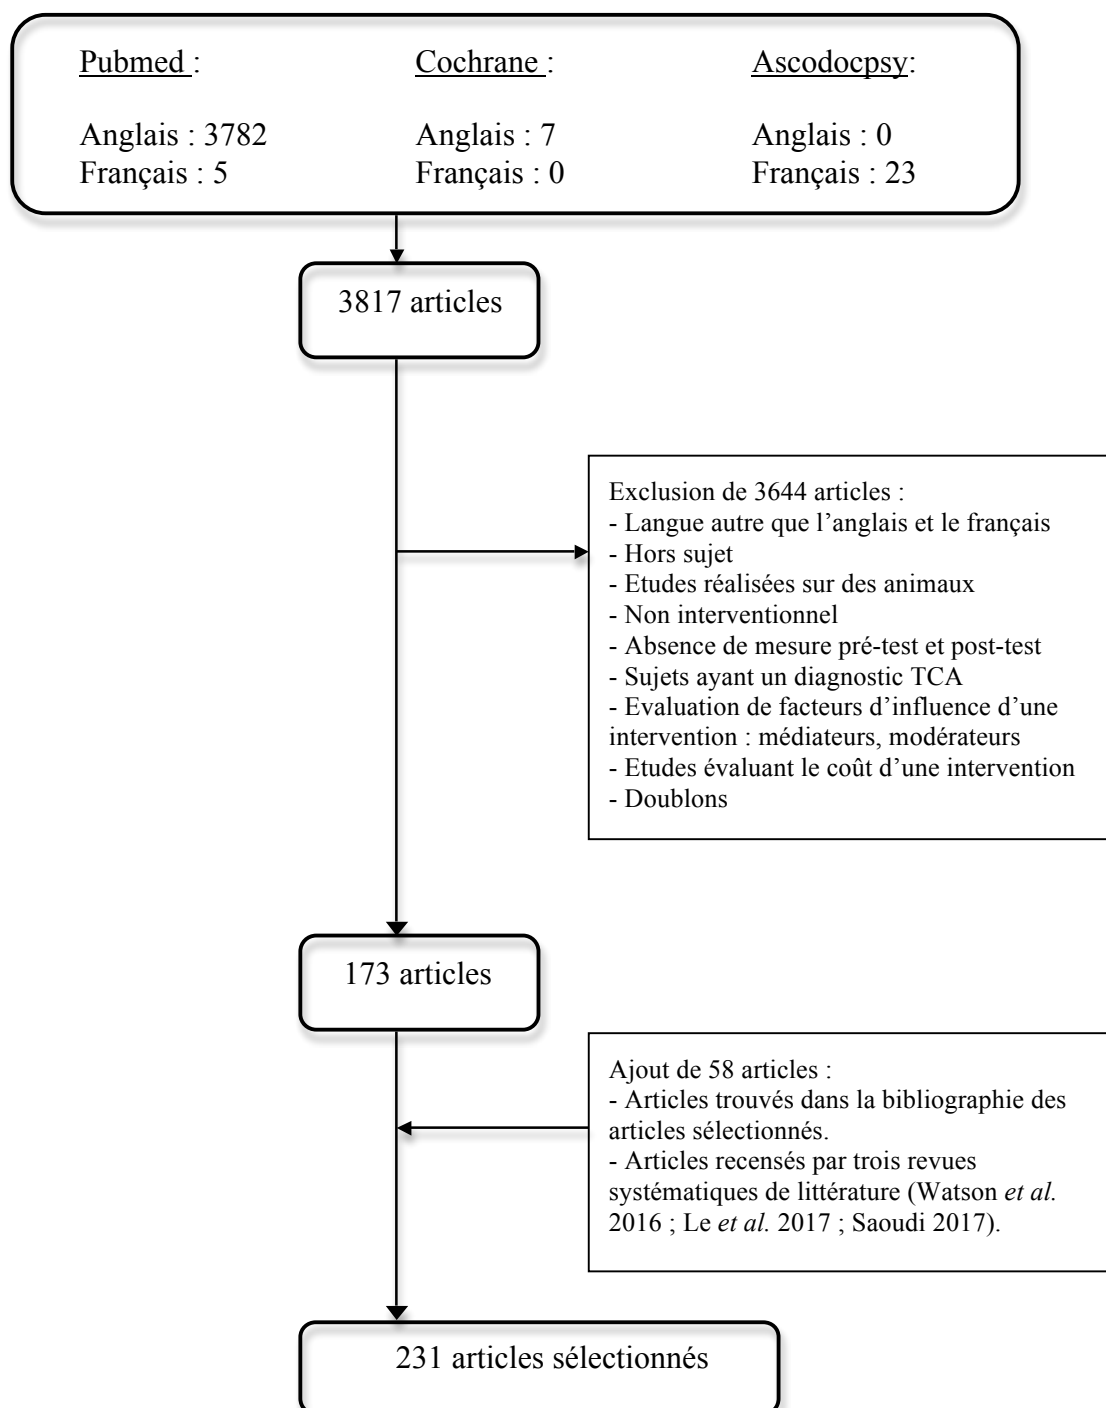 Pubmed :
Anglais : 3782
Français : 5
Cochrane :
Anglais : 7
Français : 0
Ascodocpsy:
Anglais : 0
Français : 23
3817 articles
Exclusion de 3644 articles :
- Langue autre que l’anglais et le français
- Hors sujet
- Etudes réalisées sur des animaux
- Non interventionnel
- Absence de mesure pré-test et post-test
- Sujets ayant un diagnostic TCA
- Evaluation de facteurs d’influence d’une
intervention : médiateurs, modérateurs
- Etudes évaluant le coût d’une intervention
- Doublons
173 articles
Ajout de 58 articles :
- Articles trouvés dans la bibliographie des
articles sélectionnés.
- Articles recensés par trois revues
systématiques de littérature (Watson et al.
2016 ; Le et al. 2017 ; Saoudi 2017).
231 articles sélectionnés